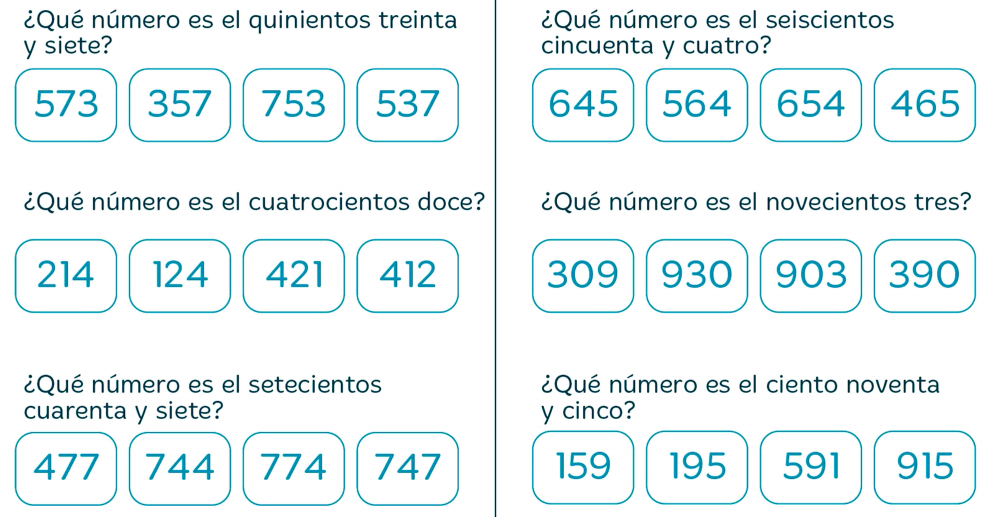 ¿Qué número es el quinientos treinta
y siete?
573 357 753 537
¿Qué número es el cuatrocientos doce?
214 124 421 412
¿Qué número es el setecientos
cuarenta y siete?
477 744 774 747
¿Qué número es el seiscientos
cincuenta y cuatro?
645 564 654 465
¿Qué número es el novecientos tres?
309 930 903 390
¿Qué número es el ciento noventa
y cinco?
159 195 591 915